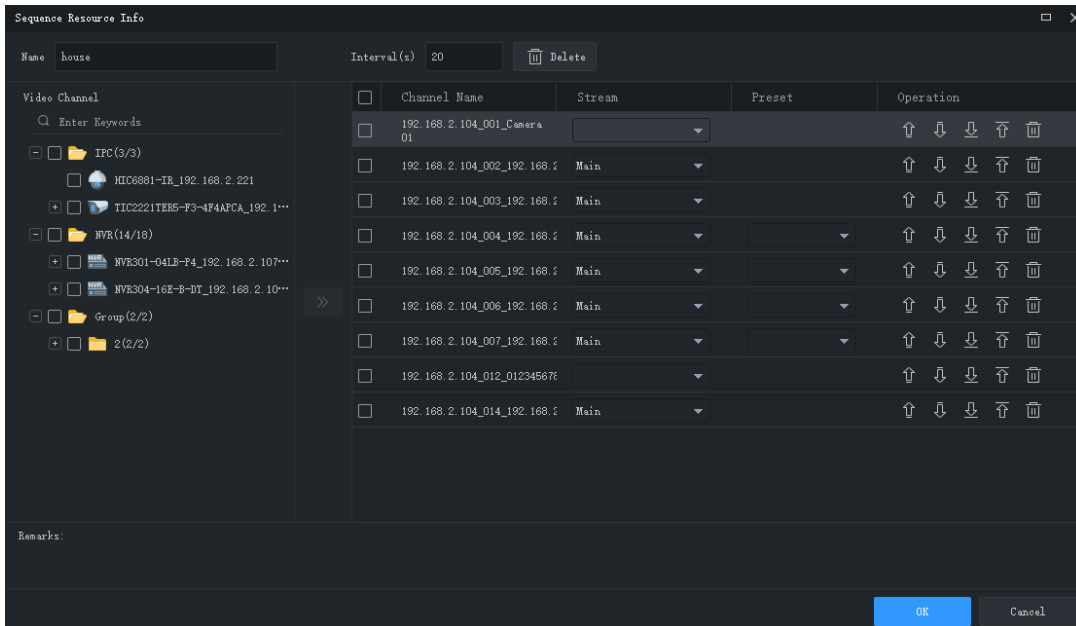 Sequence Resource Info
Name house Interval(s) 20 Delete
Video Channel
Enter Keywords
IPC(3/3)
HIC6881-IR_192.168.2.221
TIC2221TER5-F3-4F4APCA_192.1···
NVR(14/18)
NVR301-04LB-P4_192.168.2.107···
NVR304-16E-B-DT_192.168.2.10···
Group(2/2)
2(2/2)
Channel Name Stream Preset Operation
192.168.2.104_001_Camera
01
192.168.2.104_002_192.168.2 Main
192.168.2.104_003_192.168.2 Main
192.168.2.104_004_192.168.2 Main
192.168.2.104_005_192.168.2 Main
192.168.2.104_006_192.168.2 Main
192.168.2.104_007_192.168.2 Main
192.168.2.104_012_012345678
192.168.2.104_014_192.168.2 Main
Remarks:
OK Cancel